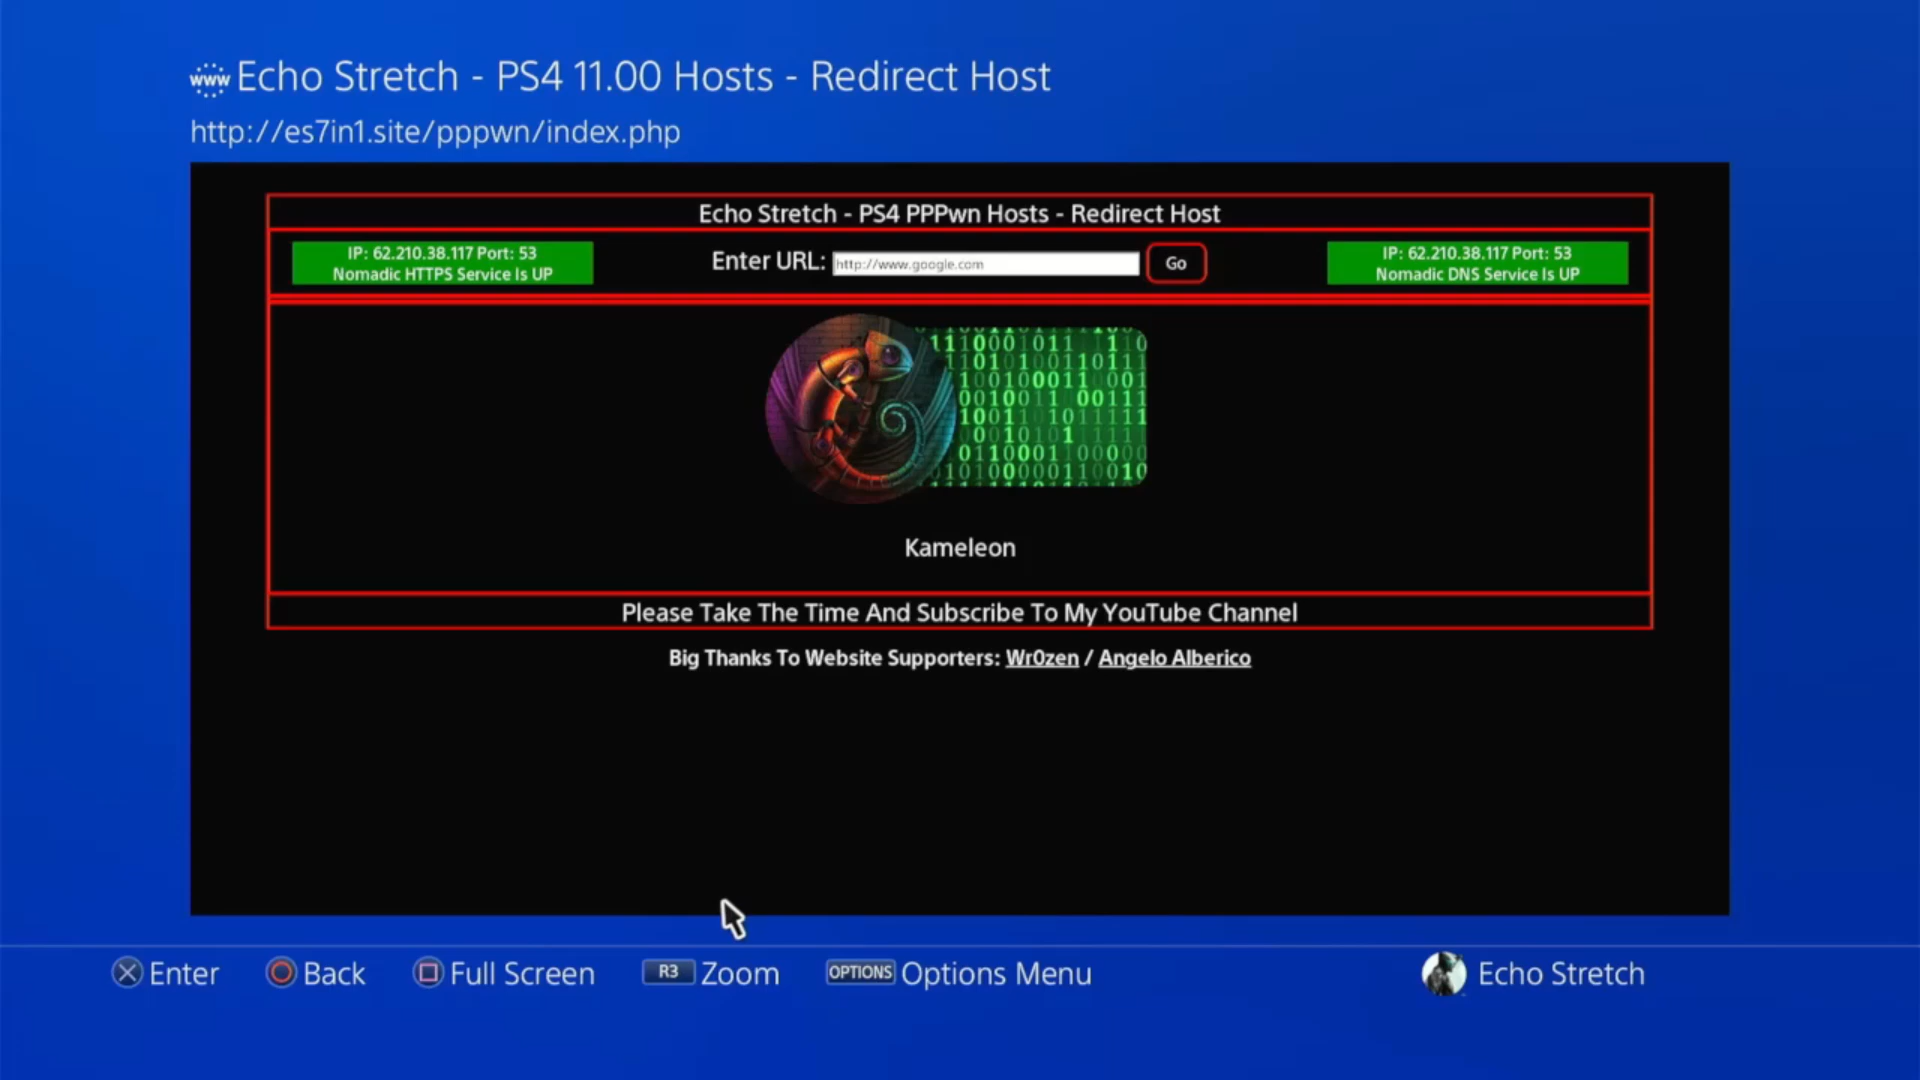 www Echo Stretch - PS4 11.00 Hosts - Redirect Host
http://es7in1.site/pppwn/index.php
Echo Stretch - PS4 PPPwn Hosts - Redirect Host
IP: 62.210.38.117 Port: 53
Nomadic HTTPS Service Is UP
Enter URL: http://www.google.com Go
IP: 62.210.38.117 Port: 53
Nomadic DNS Service Is UP
Kameleon
Please Take The Time And Subscribe To My YouTube Channel
Big Thanks To Website Supporters: Wr0zen / Angelo Alberico
Enter Back Full Screen R3 Zoom OPTIONS Options Menu Echo Stretch